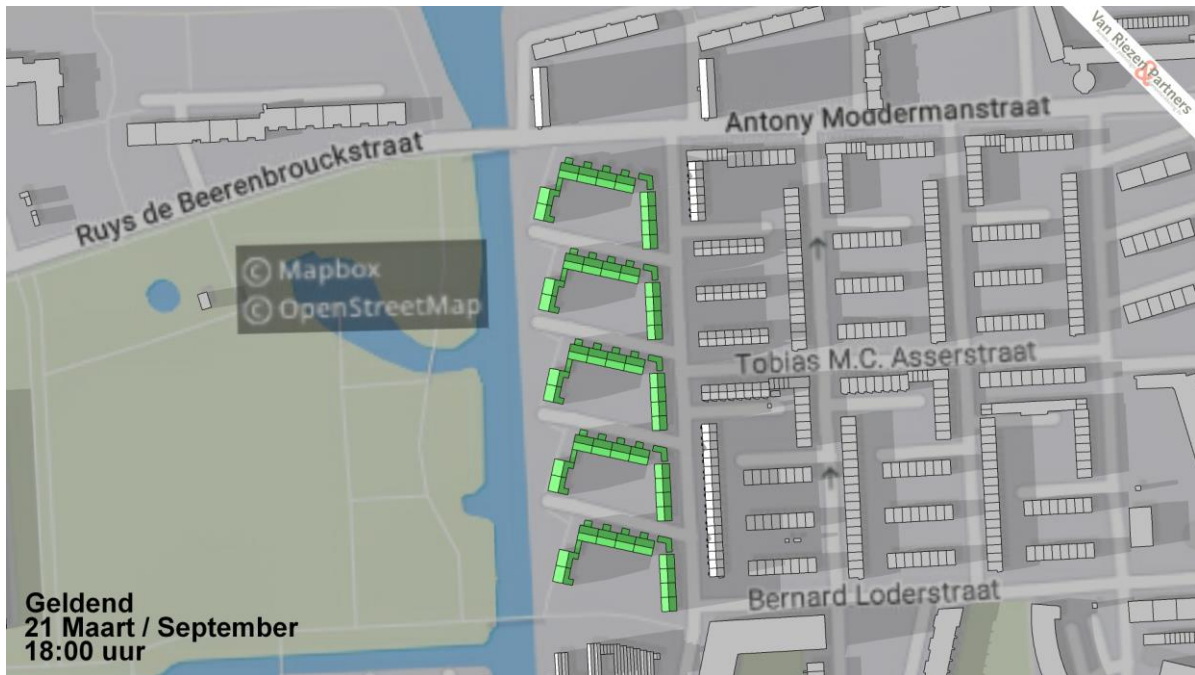 Van Riezen & Partners
Antony Moddermanstraat
Ruys de Beerenbrouckstraat
© Mapbox
© OpenStreetMap
Tobias M.C. Asserstraat
Bernard Loderstraat
Geldend
21 Maart / September
18:00 uur